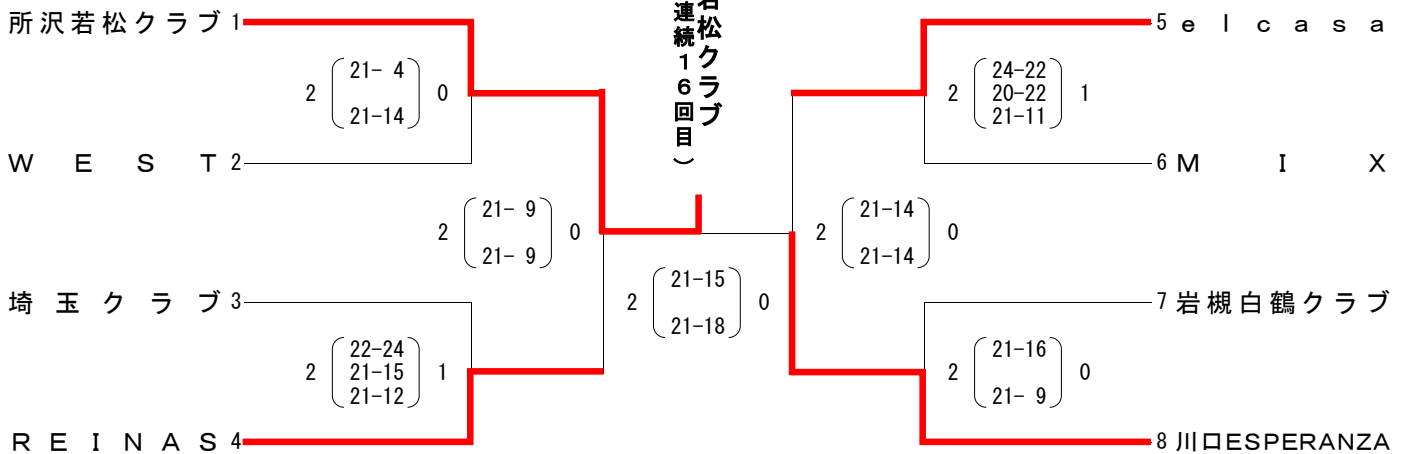 若松クラブ
連続16回目）
所沢若松クラブ 1
2 21- 4 0
21-14
ＷＥＳＴ 2
2 21- 9 0
21- 9
埼玉クラブ 3
2 22-24 1
21-15
21-12
ＲＥＩＮＡＳ 4
2 21-15 0
21-18
5 ｅｌｃａｓａ
2 24-22 1
20-22
21-11
6 ＭＩＸ
2 21-14 0
21-14
7 岩槻白鶴クラブ
2 21-16 0
21- 9
8 川口ESPERANZA